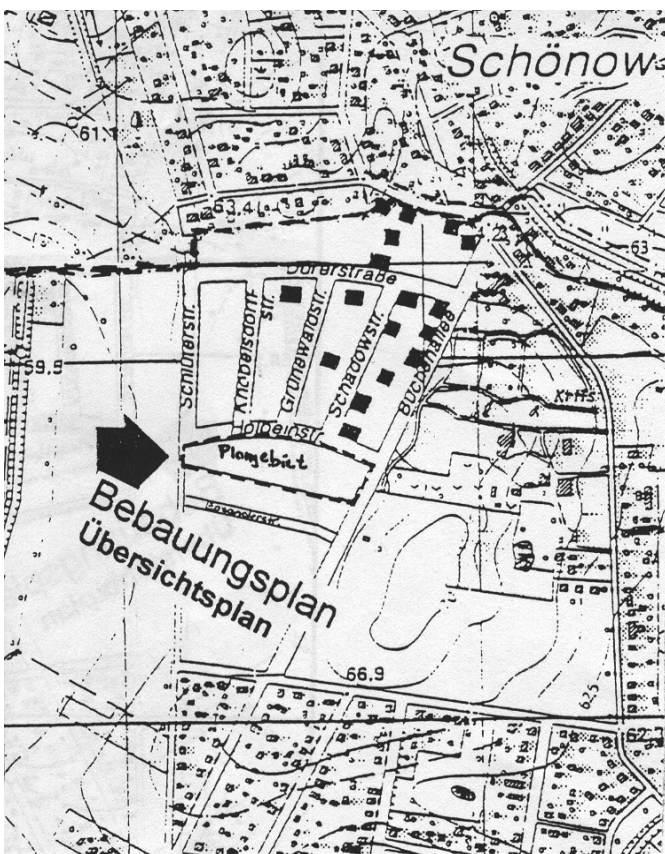 Schönow
61.1
63.4
63
Dürerstraße
Schlüterstr.
Knobelsdorff-
str.
Grünewaldstr.
Schadowstr.
Buchenallee
59.9
Holbeinstr.
Plangebiet
Bebauungsplan
Übersichtsplan
66.9
62.5